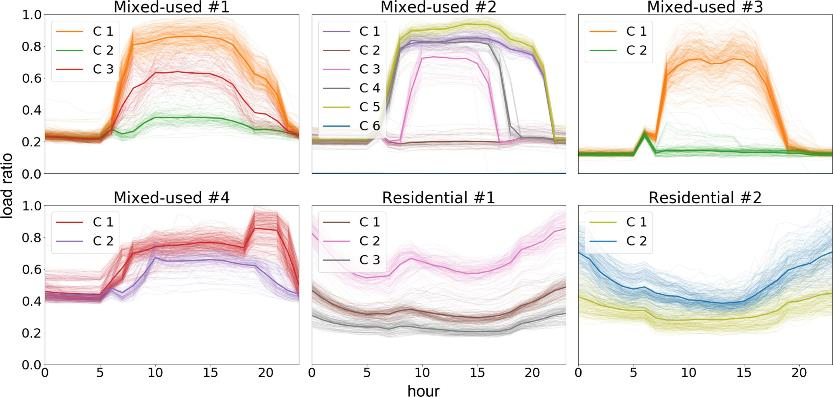 Mixed-used #1
Mixed-used #2
Mixed-used #3
load ratio
1.0
0.8
0.6
0.4
0.2
0.0
C 1
C 2
C 3
C 1
C 2
C 3
C 4
C 5
C 6
C 1
C 2
Mixed-used #4
Residential #1
Residential #2
1.0
0.8
0.6
0.4
0.2
0.0
C 1
C 2
C 1
C 2
C 3
C 1
C 2
0 5 10 15 20
0 5 10 15 20
0 5 10 15 20
hour